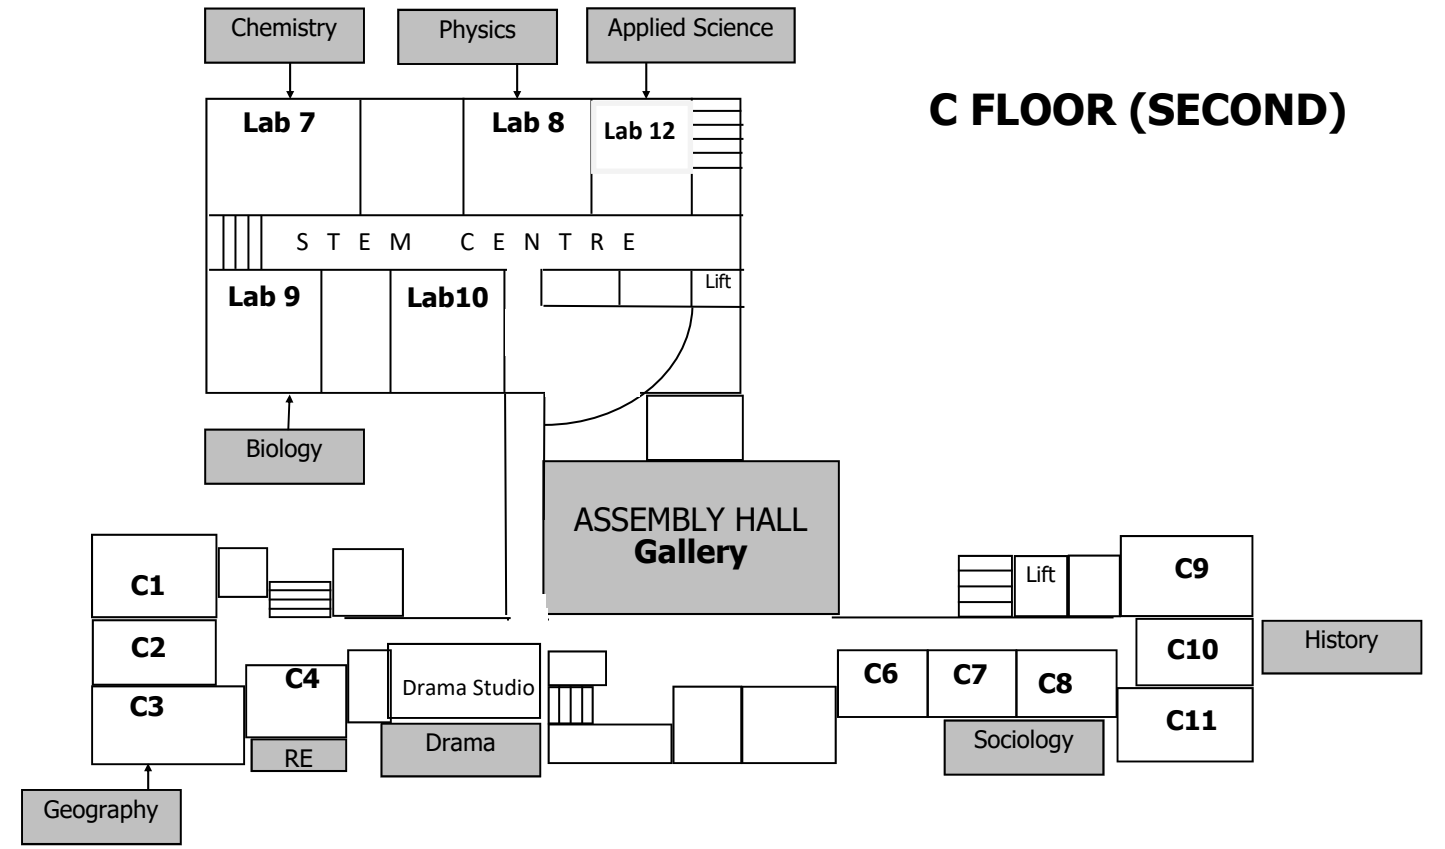 Chemistry
Physics
Applied Science
C FLOOR (SECOND)
Lab 7
Lab 8
Lab 12
STEM CENTRE
Lift
Lab 9
Lab10
Biology
ASSEMBLY HALL
Gallery
C1
C2
C3
C4
Drama Studio
RE
Drama
Geography
Lift
C9
C10
C11
History
C6
C7
C8
Sociology